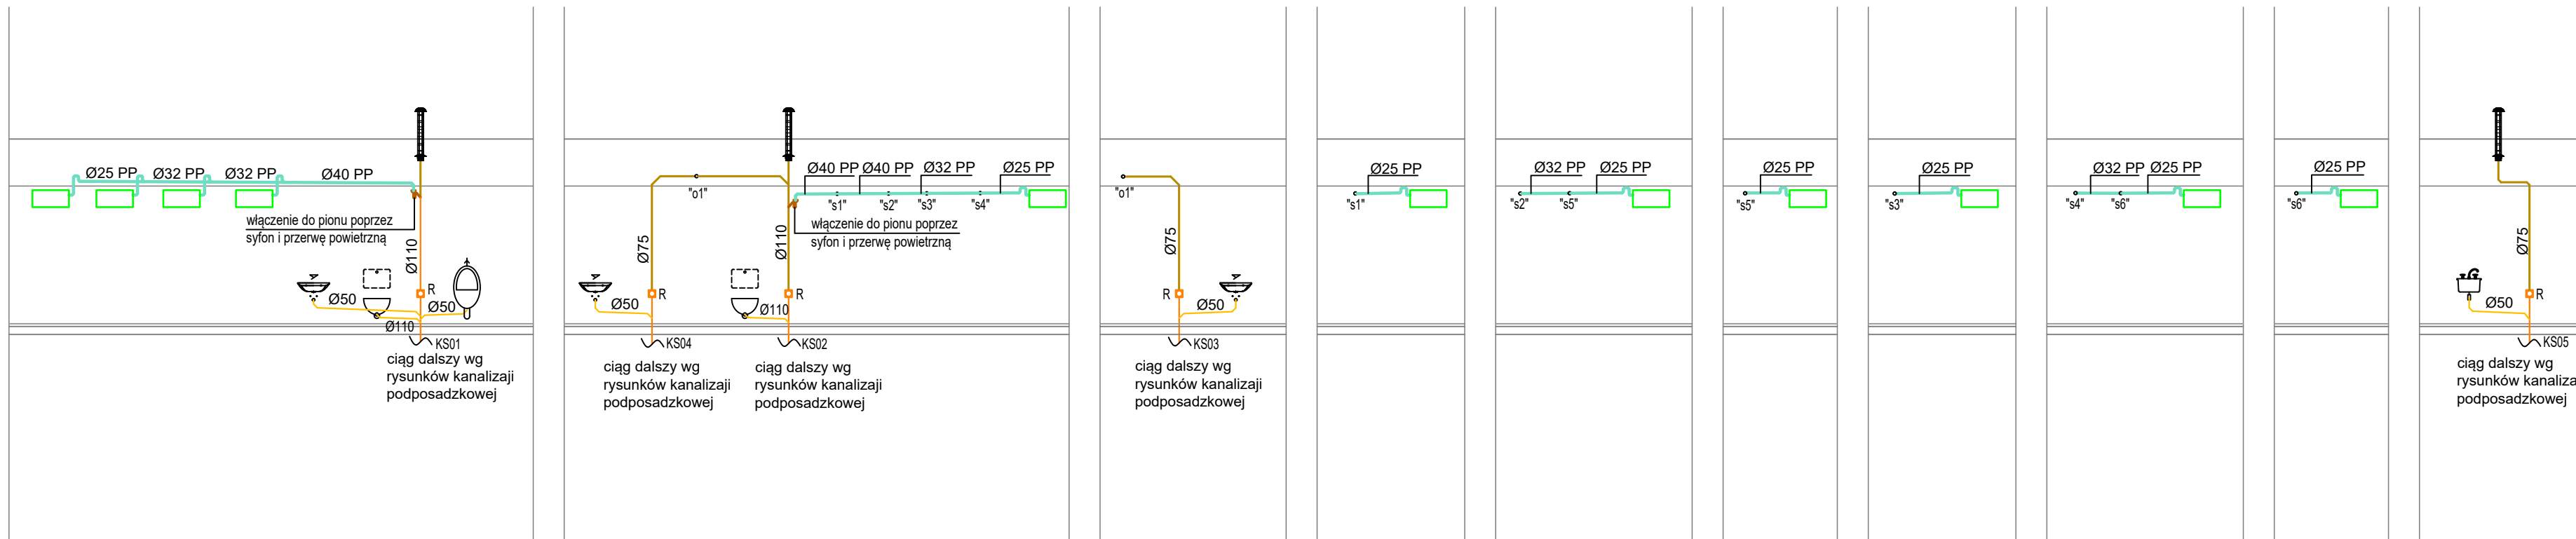 Ø25 PP
Ø32 PP
Ø32 PP
Ø40 PP
włączenie do pionu poprzez
syfon i przerwę powietrzną
Ø110
R
Ø50
Ø50
Ø110
KS01
ciąg dalszy wg
rysunków kanalizaji
podposadzkowej
"o1"
Ø40 PP
Ø40 PP
Ø32 PP
Ø25 PP
"s1"
"s2"
"s3"
"s4"
włączenie do pionu poprzez
syfon i przerwę powietrzną
Ø75
Ø110
R
R
Ø50
Ø110
KS04
KS02
ciąg dalszy wg
rysunków kanalizaji
podposadzkowej
ciąg dalszy wg
rysunków kanalizaji
podposadzkowej
"o1"
Ø75
R
Ø50
KS03
ciąg dalszy wg
rysunków kanalizaji
podposadzkowej
Ø25 PP
"s1"
Ø32 PP
Ø25 PP
"s2"
"s5"
Ø25 PP
"s5"
Ø25 PP
"s3"
Ø32 PP
Ø25 PP
"s4"
"s6"
Ø25 PP
"s6"
Ø75
R
Ø50
KS05
ciąg dalszy wg
rysunków kanaliza
podposadzkowej